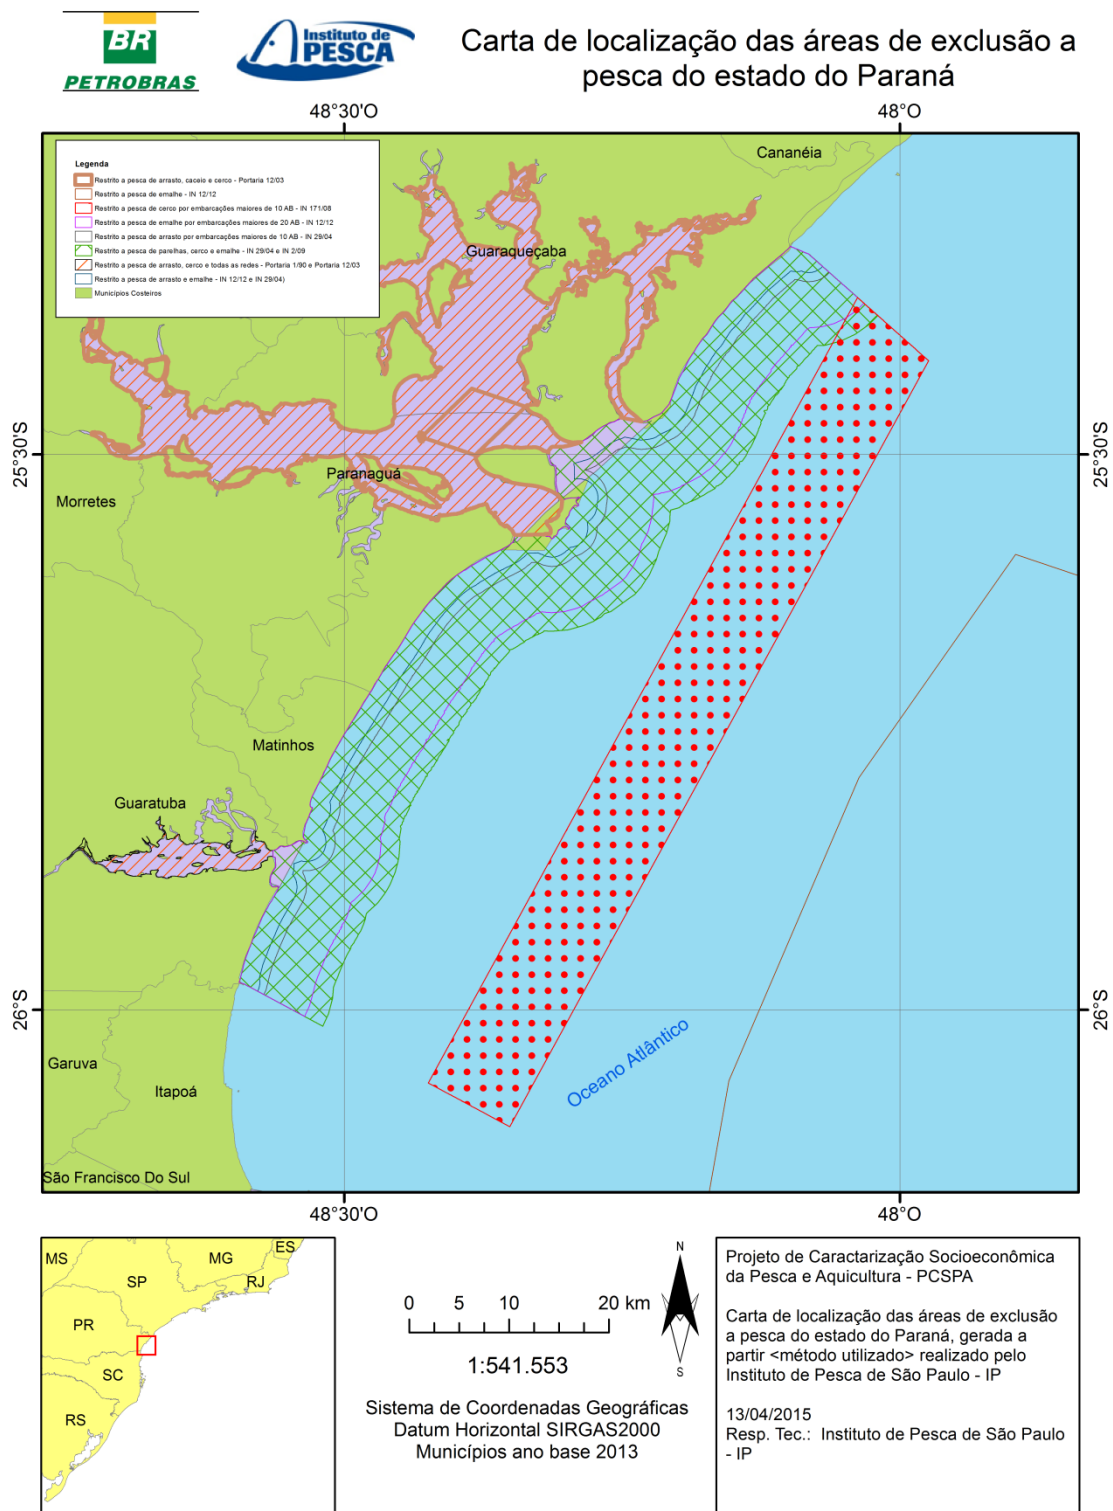 BR
PETROBRAS
Instituto de
PESCA
Carta de localização das áreas de exclusão a
pesca do estado do Paraná
48°30'O
48°O
Legenda
Restrito a pesca de arrasto, caceio e cerco - Portaria 12/03
Restrito a pesca de emalhe - IN 12/12
Restrito a pesca de cerco por embarcações maiores de 10 AB - IN 171/08
Restrito a pesca de emalhe por embarcações maiores de 20 AB - IN 12/12
Restrito a pesca de arrasto por embarcações maiores de 10 AB - IN 29/04
Restrito a pesca de parelhas, cerco e emalhe - IN 29/04 e IN 2/09
Restrito a pesca de arrasto, cerco e todas as redes - Portaria 1/90 e Portaria 12/03
Restrito a pesca de arrasto e emalhe - IN 12/12 e IN 29/04)
Municípios Costeiros
Cananéia
Guaraqueçaba
25°30'S
25°30'S
Paranaguá
Morretes
Matinhos
Guaratuba
26°S
26°S
Garuva
Itapoá
Oceano Atlântico
São Francisco Do Sul
48°30'O
48°O
MS
MG
ES
SP
RJ
PR
SC
RS
N
0 5 10 20 km
S
1:541.553
Sistema de Coordenadas Geográficas
Datum Horizontal SIRGAS2000
Municípios ano base 2013
Projeto de Caractarização Socioeconômica
da Pesca e Aquicultura - PCSPA
Carta de localização das áreas de exclusão
a pesca do estado do Paraná, gerada a
partir <método utilizado> realizado pelo
Instituto de Pesca de São Paulo - IP
13/04/2015
Resp. Tec.: Instituto de Pesca de São Paulo
- IP